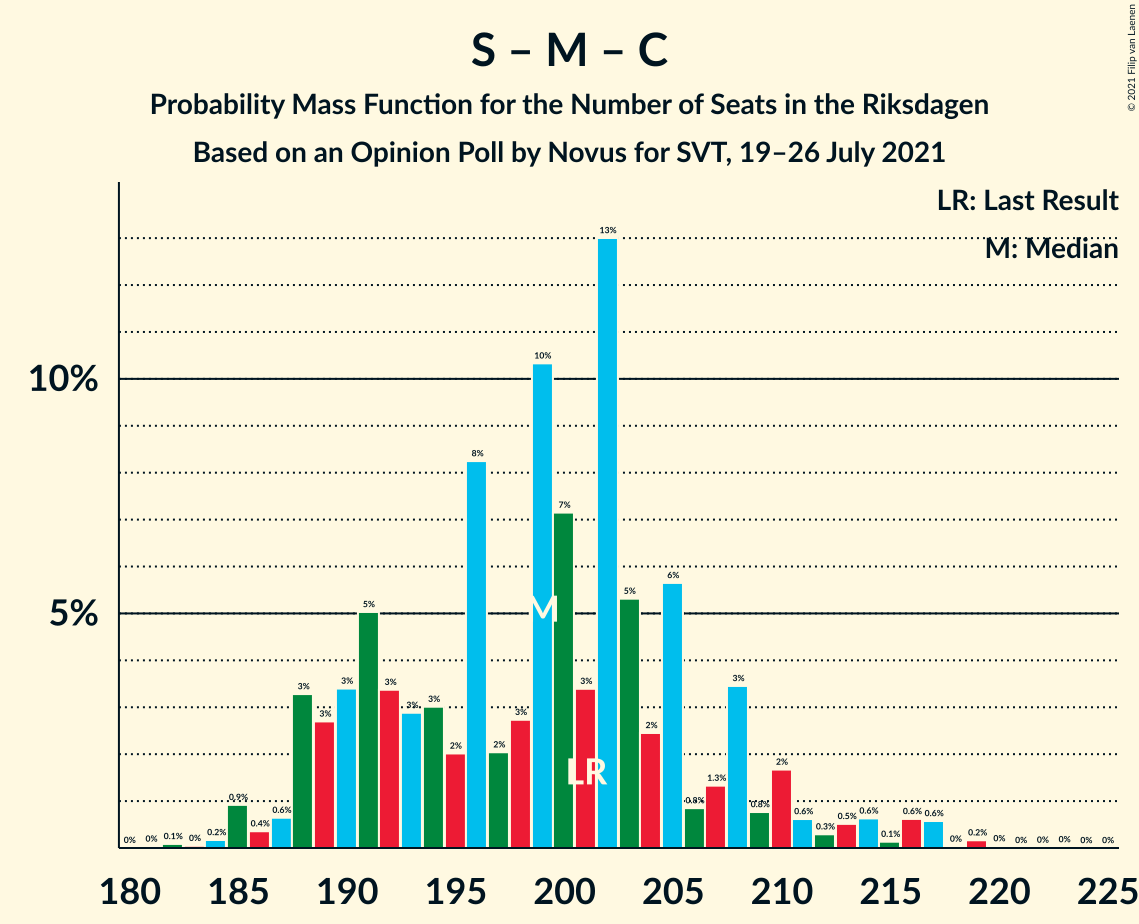 S – M – C
Probability Mass Function for the Number of Seats in the Riksdagen
Based on an Opinion Poll by Novus for SVT, 19–26 July 2021
© 2021 Filip van Laenen
LR: Last Result
M: Median
10%
5%
0% 0% 0.1% 0% 0.2% 0.9% 0.4% 0.6% 3% 3% 3% 5% 3% 3% 3% 2% 8% 2% 3% 10% 7% 3% 13% 5% 2% 6% 0.8% 1.3% 3% 0.8% 2% 0.6% 0.3% 0.5% 0.6% 0.1% 0.6% 0.6% 0% 0.2% 0% 0% 0% 0% 0% 0%
M
LR
180 185 190 195 200 205 210 215 220 225